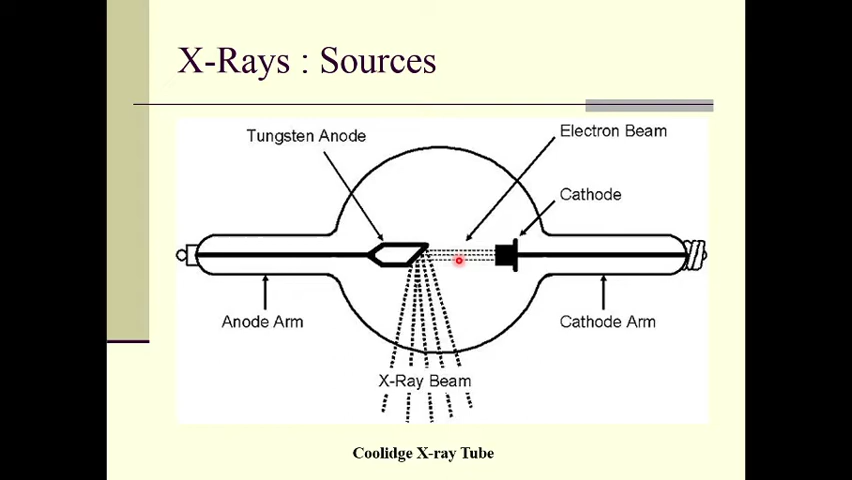 X-Rays : Sources
Tungsten Anode
Electron Beam
Cathode
Anode Arm
Cathode Arm
X-Ray Beam
Coolidge X-ray Tube